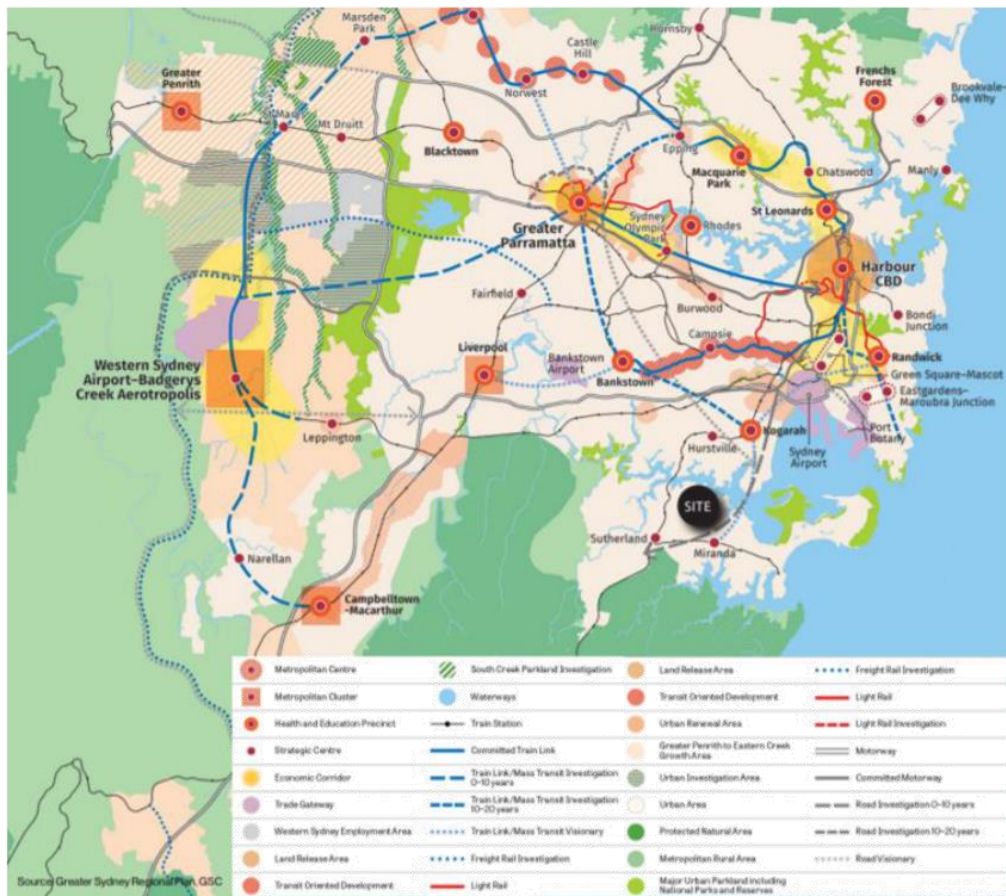 Marsden
Park
Hornsby
Castle
Hill
Greater
Penrith
Norwest
Frenchs
Forest
Brookvale-
Dee Why
St Marys
Mt Druitt
Blacktown
Epping
Macquarie
Park
Chatswood
Manly
St Leonards
Greater
Parramatta
Sydney
Olympic
Park
Rhodes
Harbour
CBD
Fairfield
Burwood
Bondi
Junction
Western Sydney
Airport-Badgerys
Creek Aerotropolis
Liverpool
Bankstown
Airport
Campsie
Bankstown
Randwick
Green Square-Mascot
Eastgardens-
Maroubra Junction
Leppington
Kogarah
Hurstville
Port
Botany
Sydney
Airport
SITE
Sutherland
Miranda
Narellan
Campbelltown
-Macarthur
Metropolitan Centre
South Creek Parkland Investigation
Land Release Area
Freight Rail Investigation
Metropolitan Cluster
Waterways
Transit Oriented Development
Light Rail
Health and Education Precinct
Train Station
Urban Renewal Area
Light Rail Investigation
Strategic Centre
Committed Train Link
Greater Penrith to Eastern Creek
Growth Area
Motorway
Economic Corridor
Train Link/Mass Transit Investigation
0-10 years
Urban Investigation Area
Committed Motorway
Trade Gateway
Train Link/Mass Transit Investigation
10-20 years
Urban Area
Road Investigation 0-10 years
Western Sydney Employment Area
Train Link/Mass Transit Visionary
Protected Natural Area
Road Investigation 10-20 years
Land Release Area
Freight Rail Investigation
Metropolitan Rural Area
Road Visionary
Transit Oriented Development
Light Rail
Major Urban Parkland including
National Parks and Reserves
Source: Greater Sydney Regional Plan, GSC